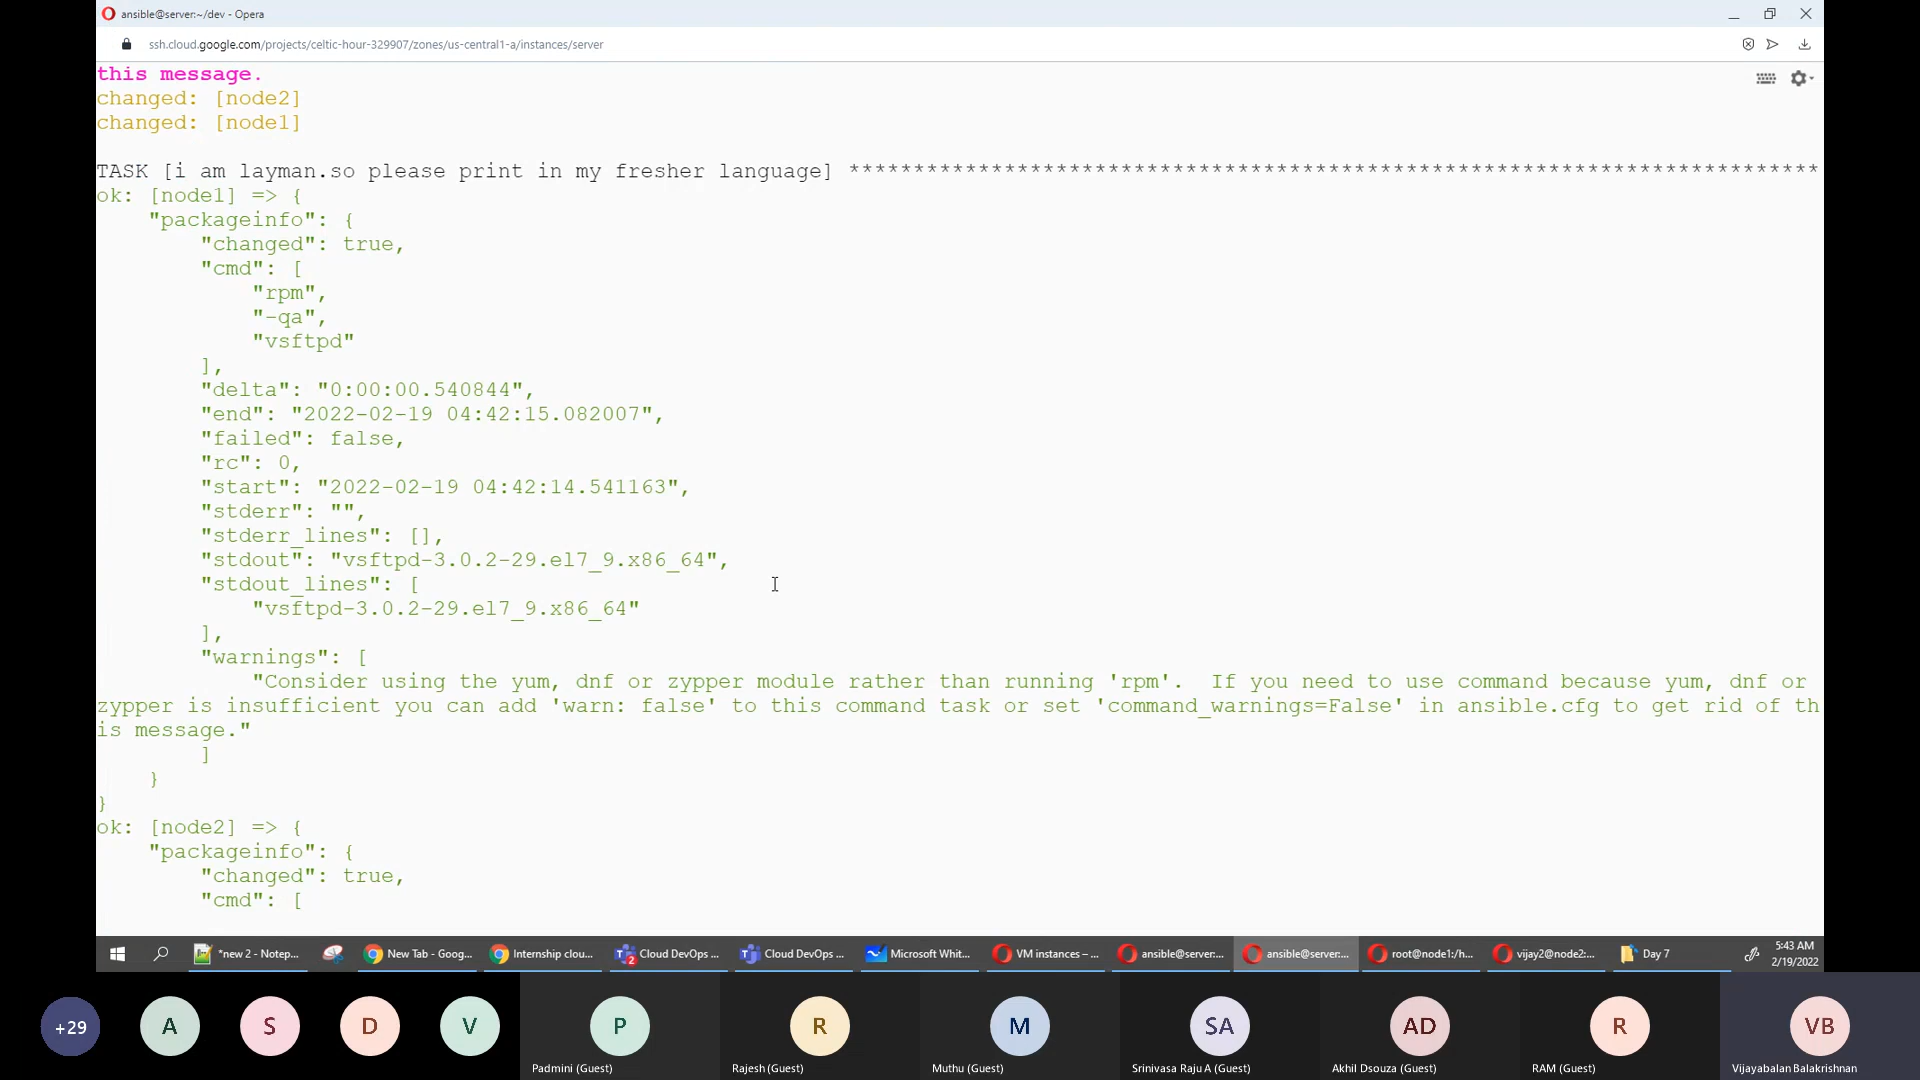 ansible@server:~/dev - Opera
ssh.cloud.google.com/projects/celtic-hour-329907/zones/us-central1-a/instances/server
this message.
changed: [node2]
changed: [node1]
TASK [i am layman.so please print in my fresher language] ***************************************************************************
ok: [node1] => {
    "packageinfo": {
        "changed": true,
        "cmd": [
            "rpm",
            "-qa",
            "vsftpd"
        ],
        "delta": "0:00:00.540844",
        "end": "2022-02-19 04:42:15.082007",
        "failed": false,
        "rc": 0,
        "start": "2022-02-19 04:42:14.541163",
        "stderr": "",
        "stderr_lines": [],
        "stdout": "vsftpd-3.0.2-29.el7_9.x86_64",
        "stdout_lines": [
            "vsftpd-3.0.2-29.el7_9.x86_64"
        ],
        "warnings": [
            "Consider using the yum, dnf or zypper module rather than running 'rpm'.  If you need to use command because yum, dnf or
zypper is insufficient you can add 'warn: false' to this command task or set 'command_warnings=False' in ansible.cfg to get rid of th
is message."
        ]
    }
}
ok: [node2] => {
    "packageinfo": {
        "changed": true,
        "cmd": [
*new 2 - Notep...
New Tab - Goog...
Internship clou...
2
Cloud DevOps ...
Cloud DevOps ...
Microsoft Whit...
VM instances – ...
ansible@server:...
ansible@server:...
root@node1:/h...
vijay2@node2:...
Day 7
5:43 AM
2/19/2022
+29
A
S
D
V
P
R
M
SA
AD
R
VB
Padmini (Guest)
Rajesh (Guest)
Muthu (Guest)
Srinivasa Raju A (Guest)
Akhil Dsouza (Guest)
RAM (Guest)
Vijayabalan Balakrishnan